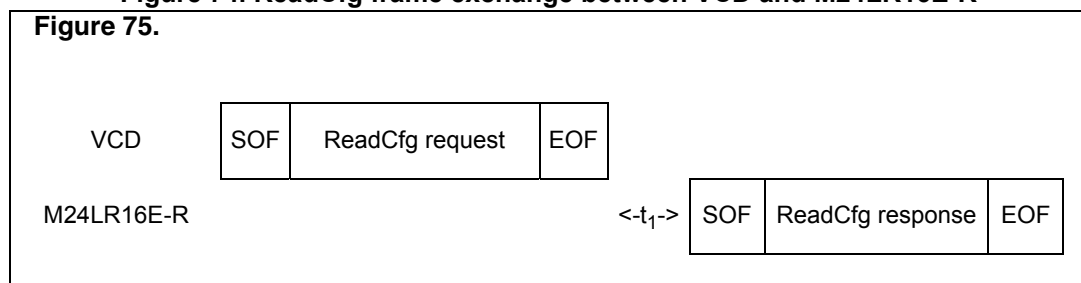 Figure 75.
VCD SOF ReadCfg request EOF
M24LR16E-R <-t1-> SOF ReadCfg response EOF